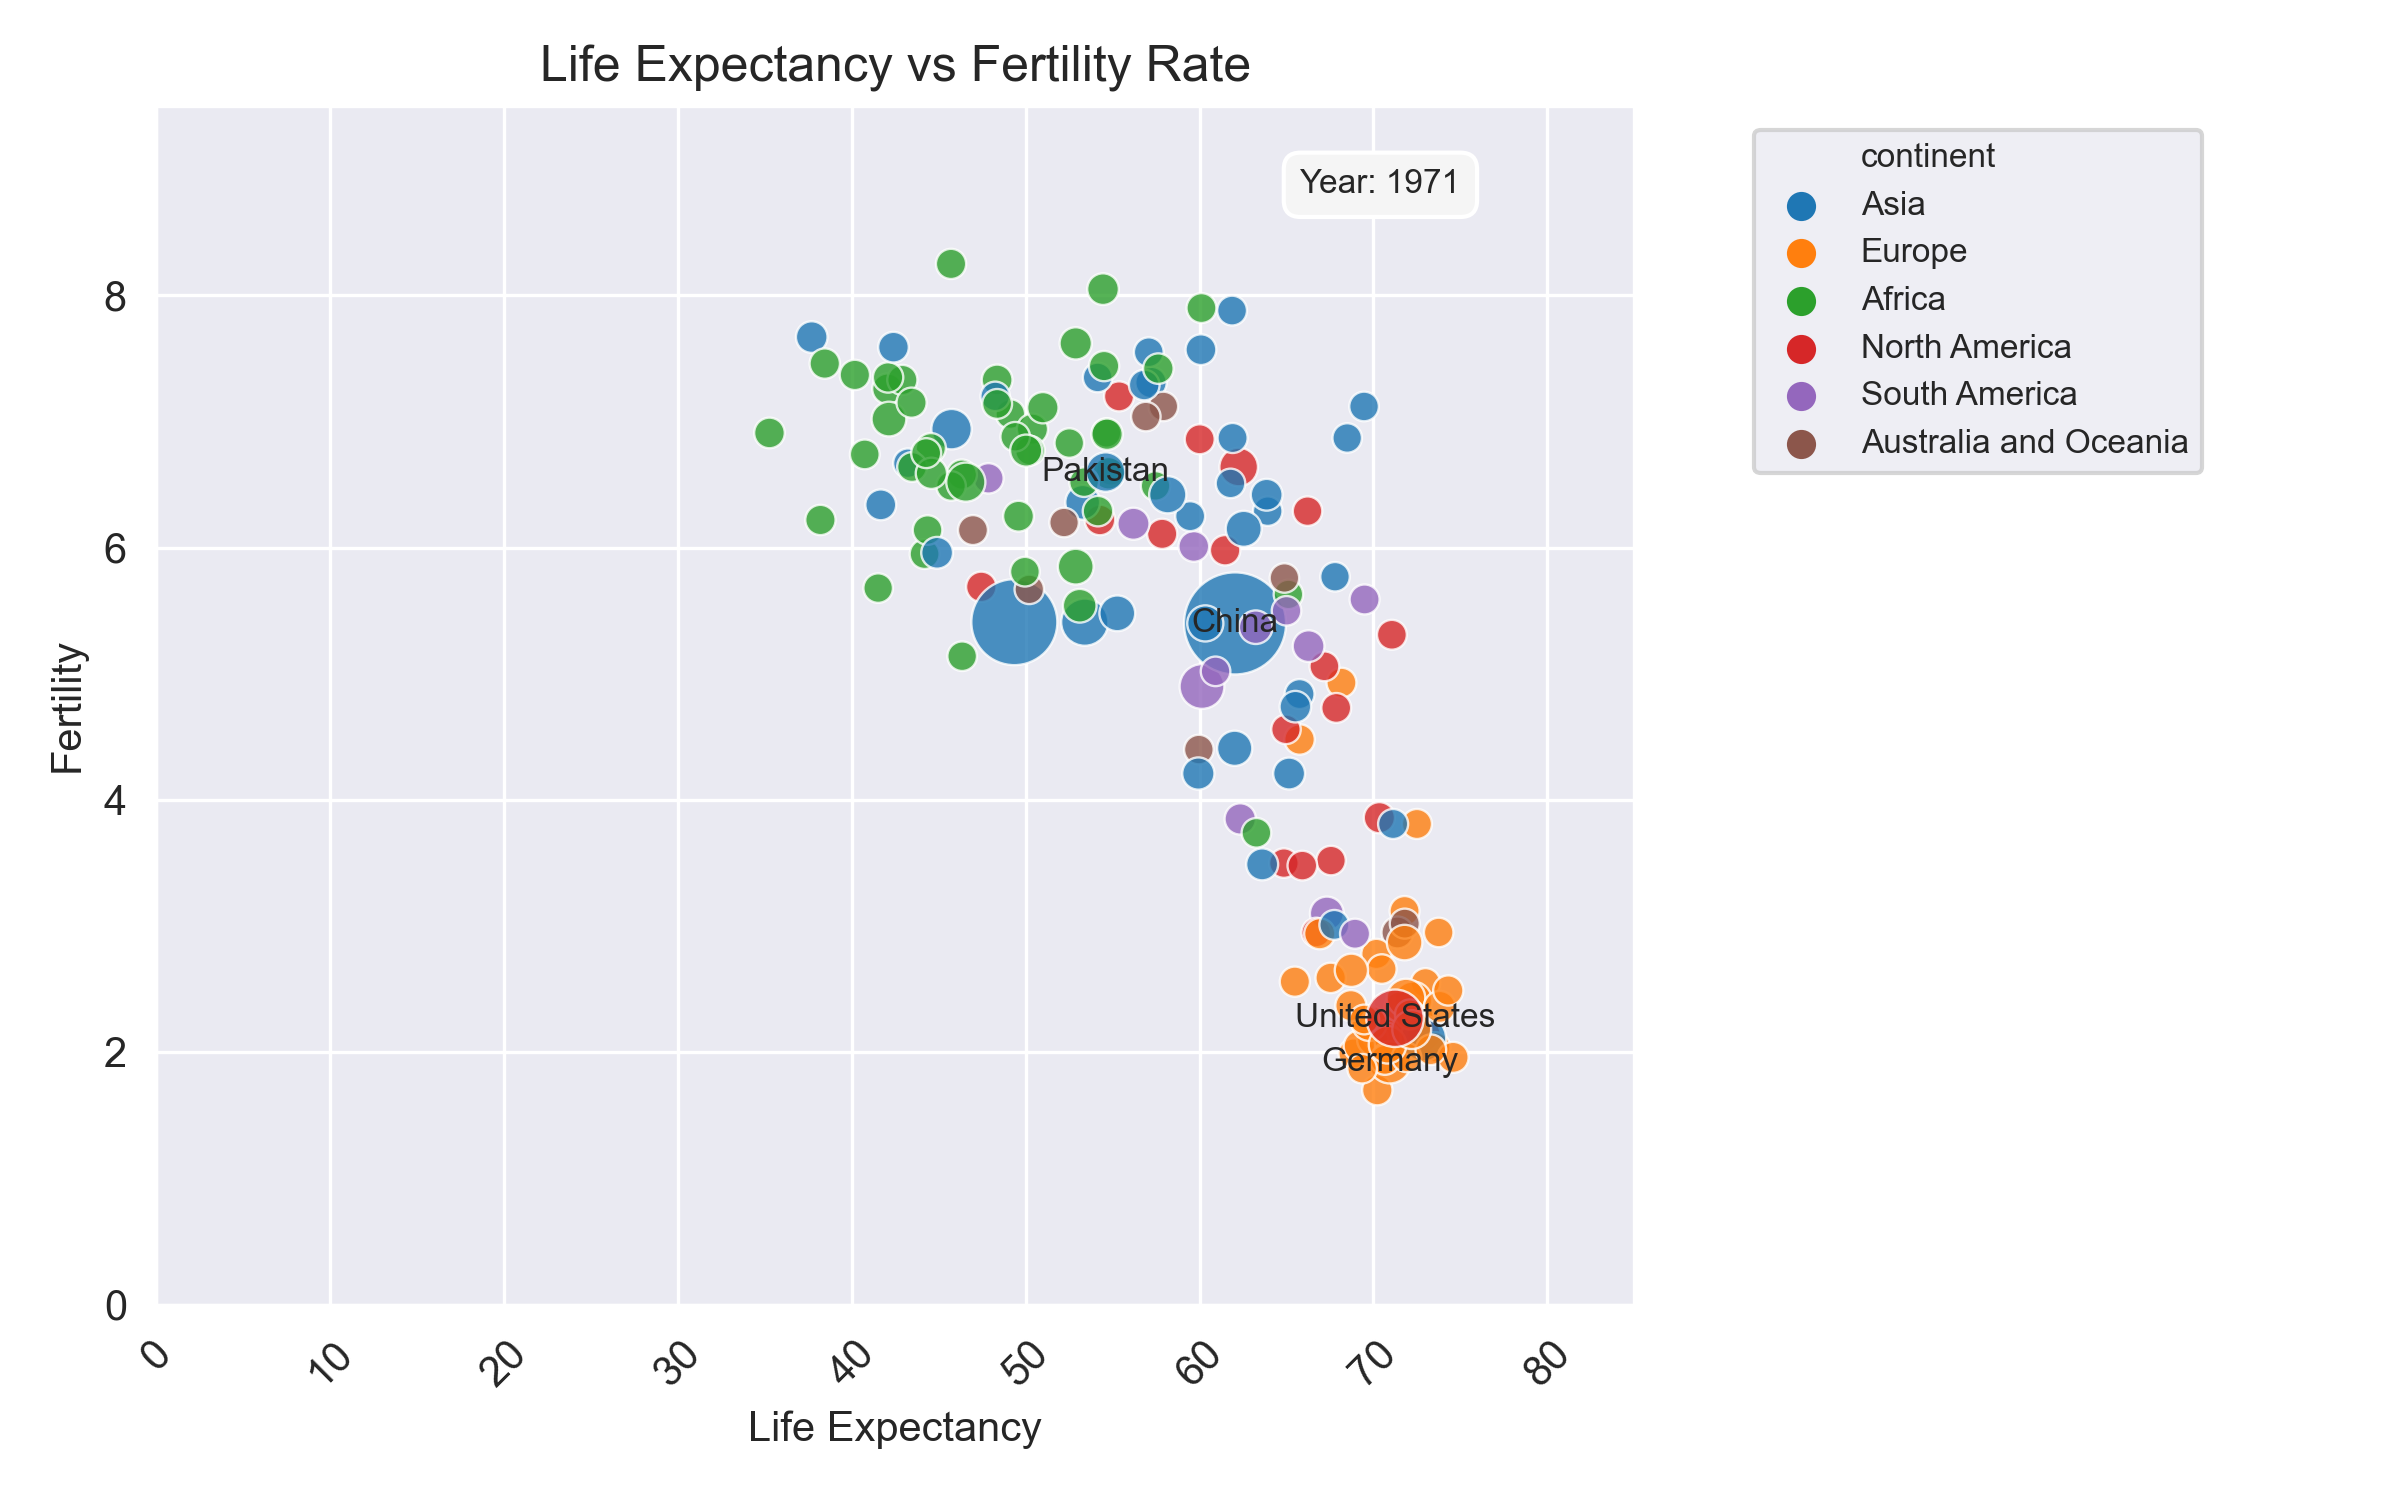 Life Expectancy vs Fertility Rate
Year: 1971
continent
Asia
Europe
Africa
North America
South America
Australia and Oceania
Pakistan
China
United States
Germany
Fertility
8
6
4
2
0
0
10
20
30
40
50
60
70
80
Life Expectancy